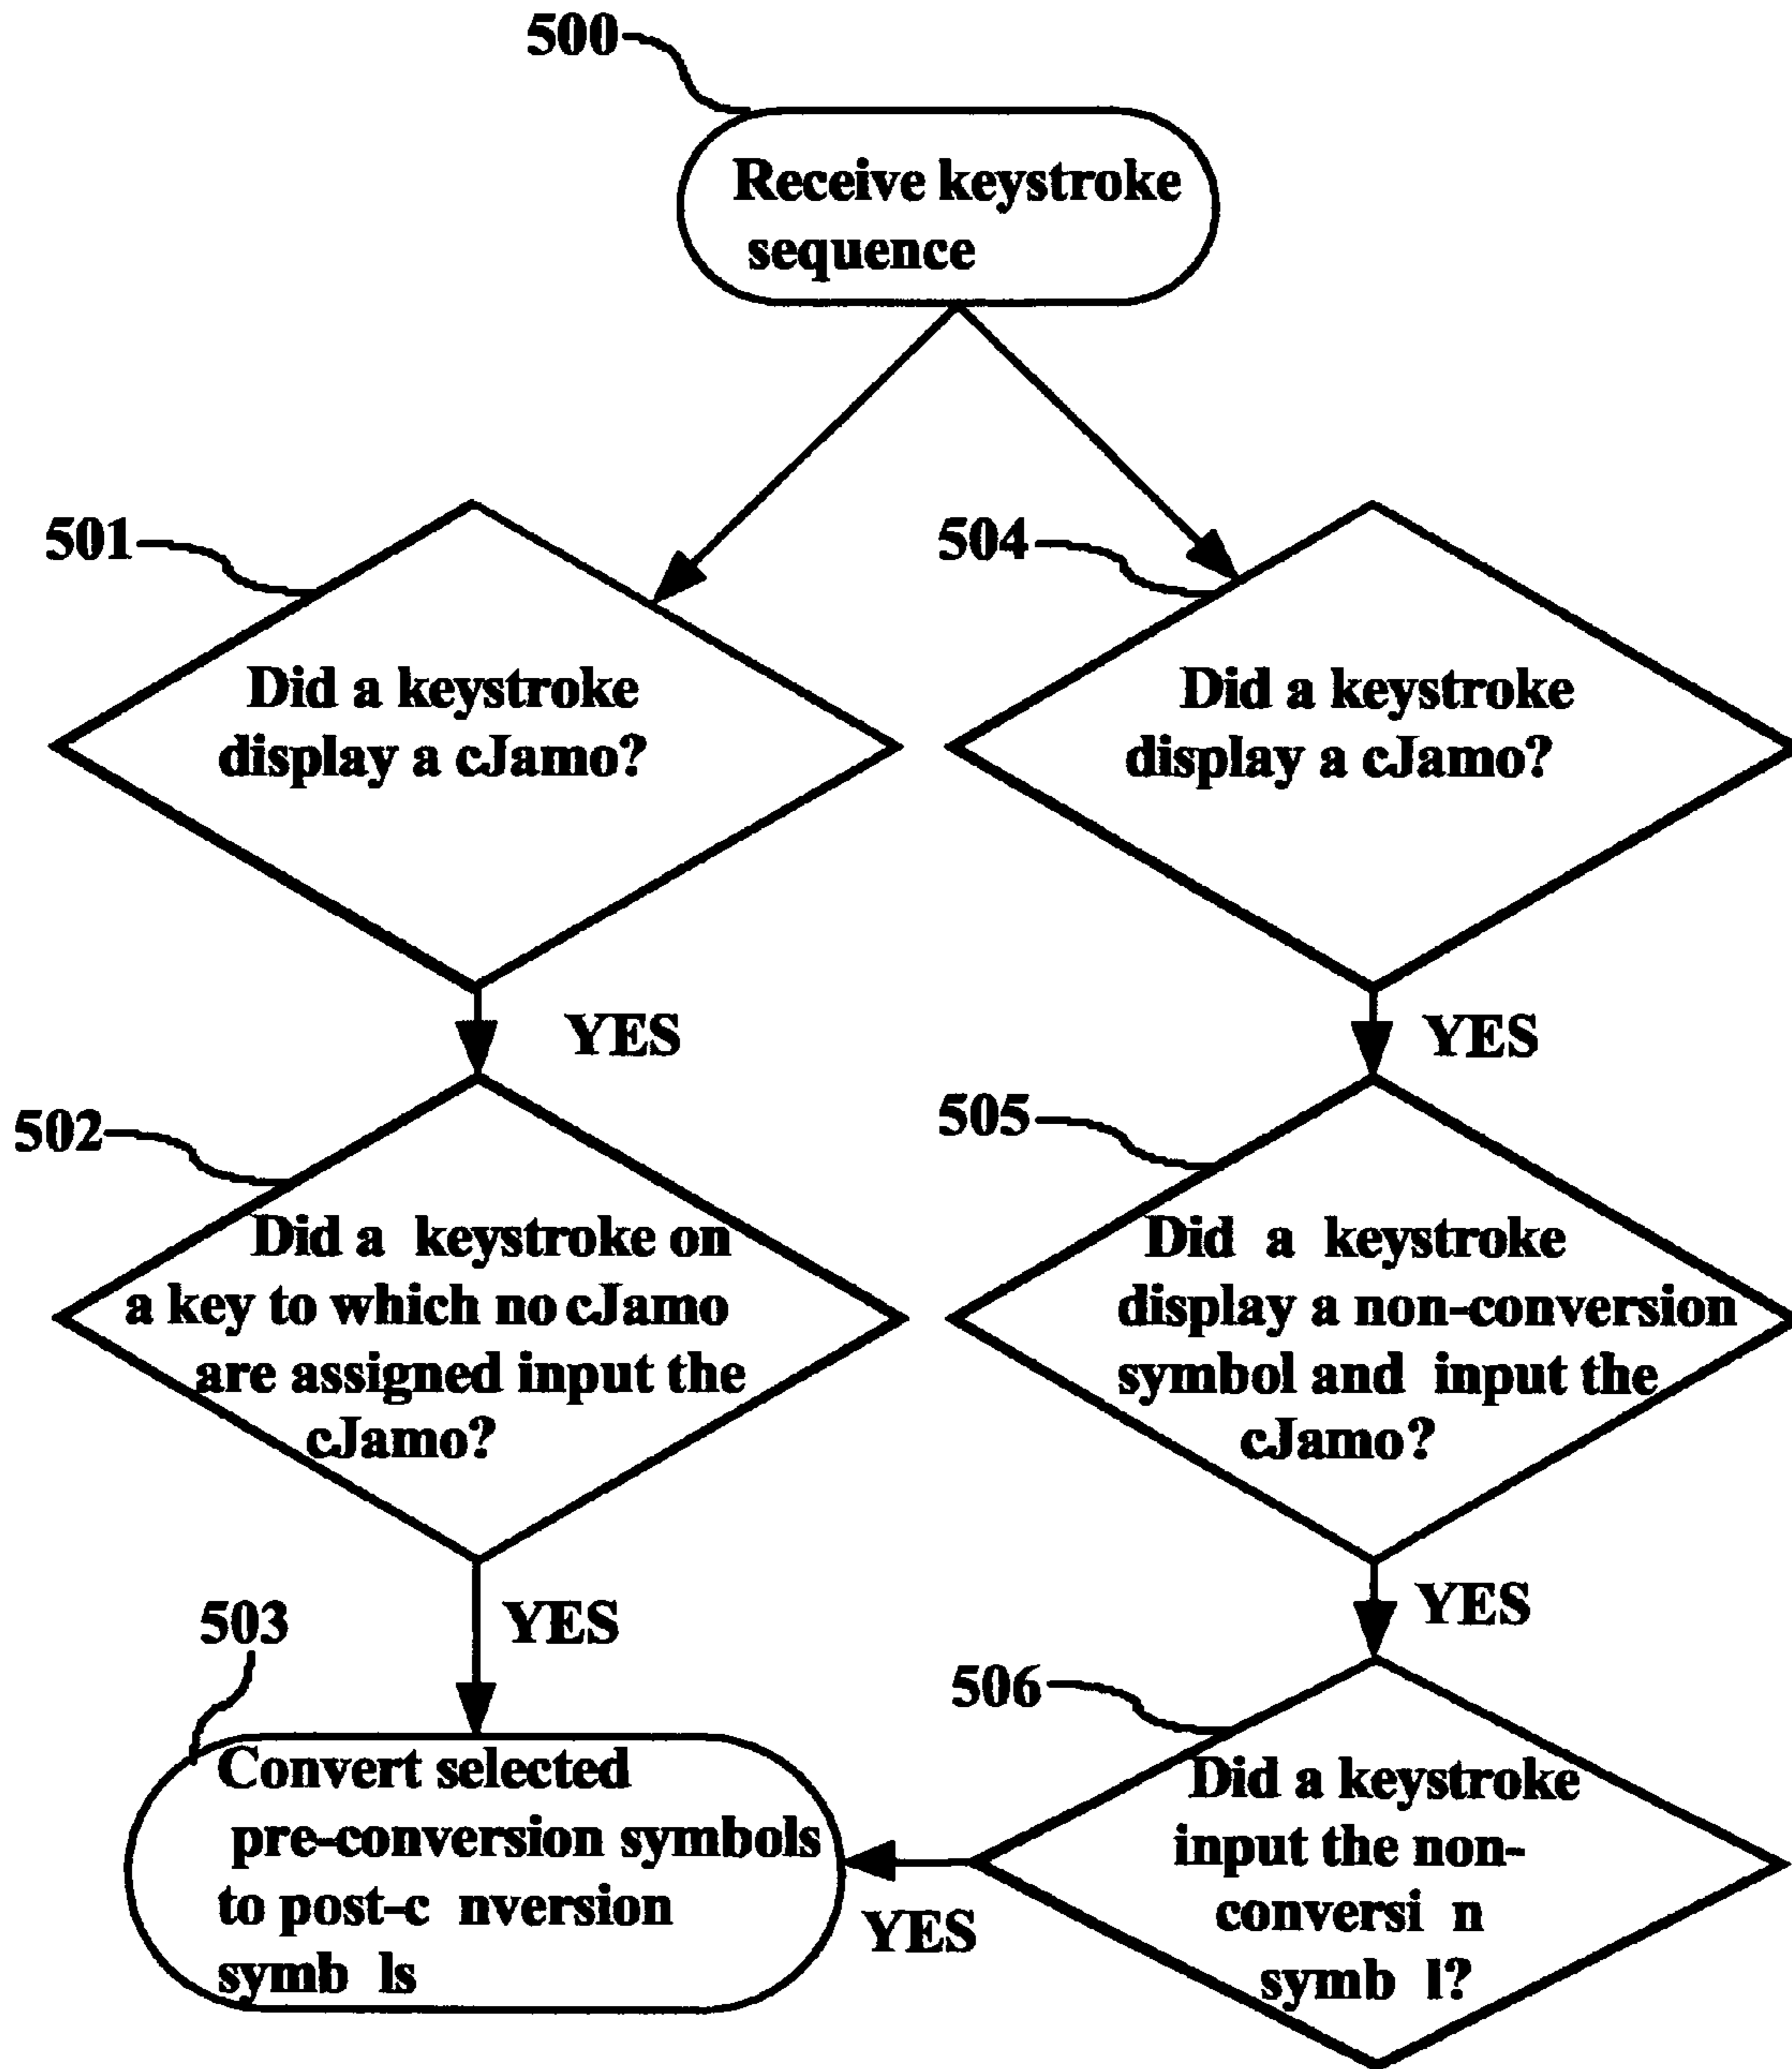 500
Receive keystroke
sequence
501
Did a keystroke
display a cJamo?
504
Did a keystroke
display a cJamo?
YES
YES
502
Did a keystroke on
a key to which no cJamo
are assigned input the
cJamo?
505
Did a keystroke
display a non-conversion
symbol and input the
cJamo?
YES
YES
503
Convert selected
pre-conversion symbols
to post-c nversion
symb ls
506
Did a keystroke
input the non-
conversi n
symb l?
YES